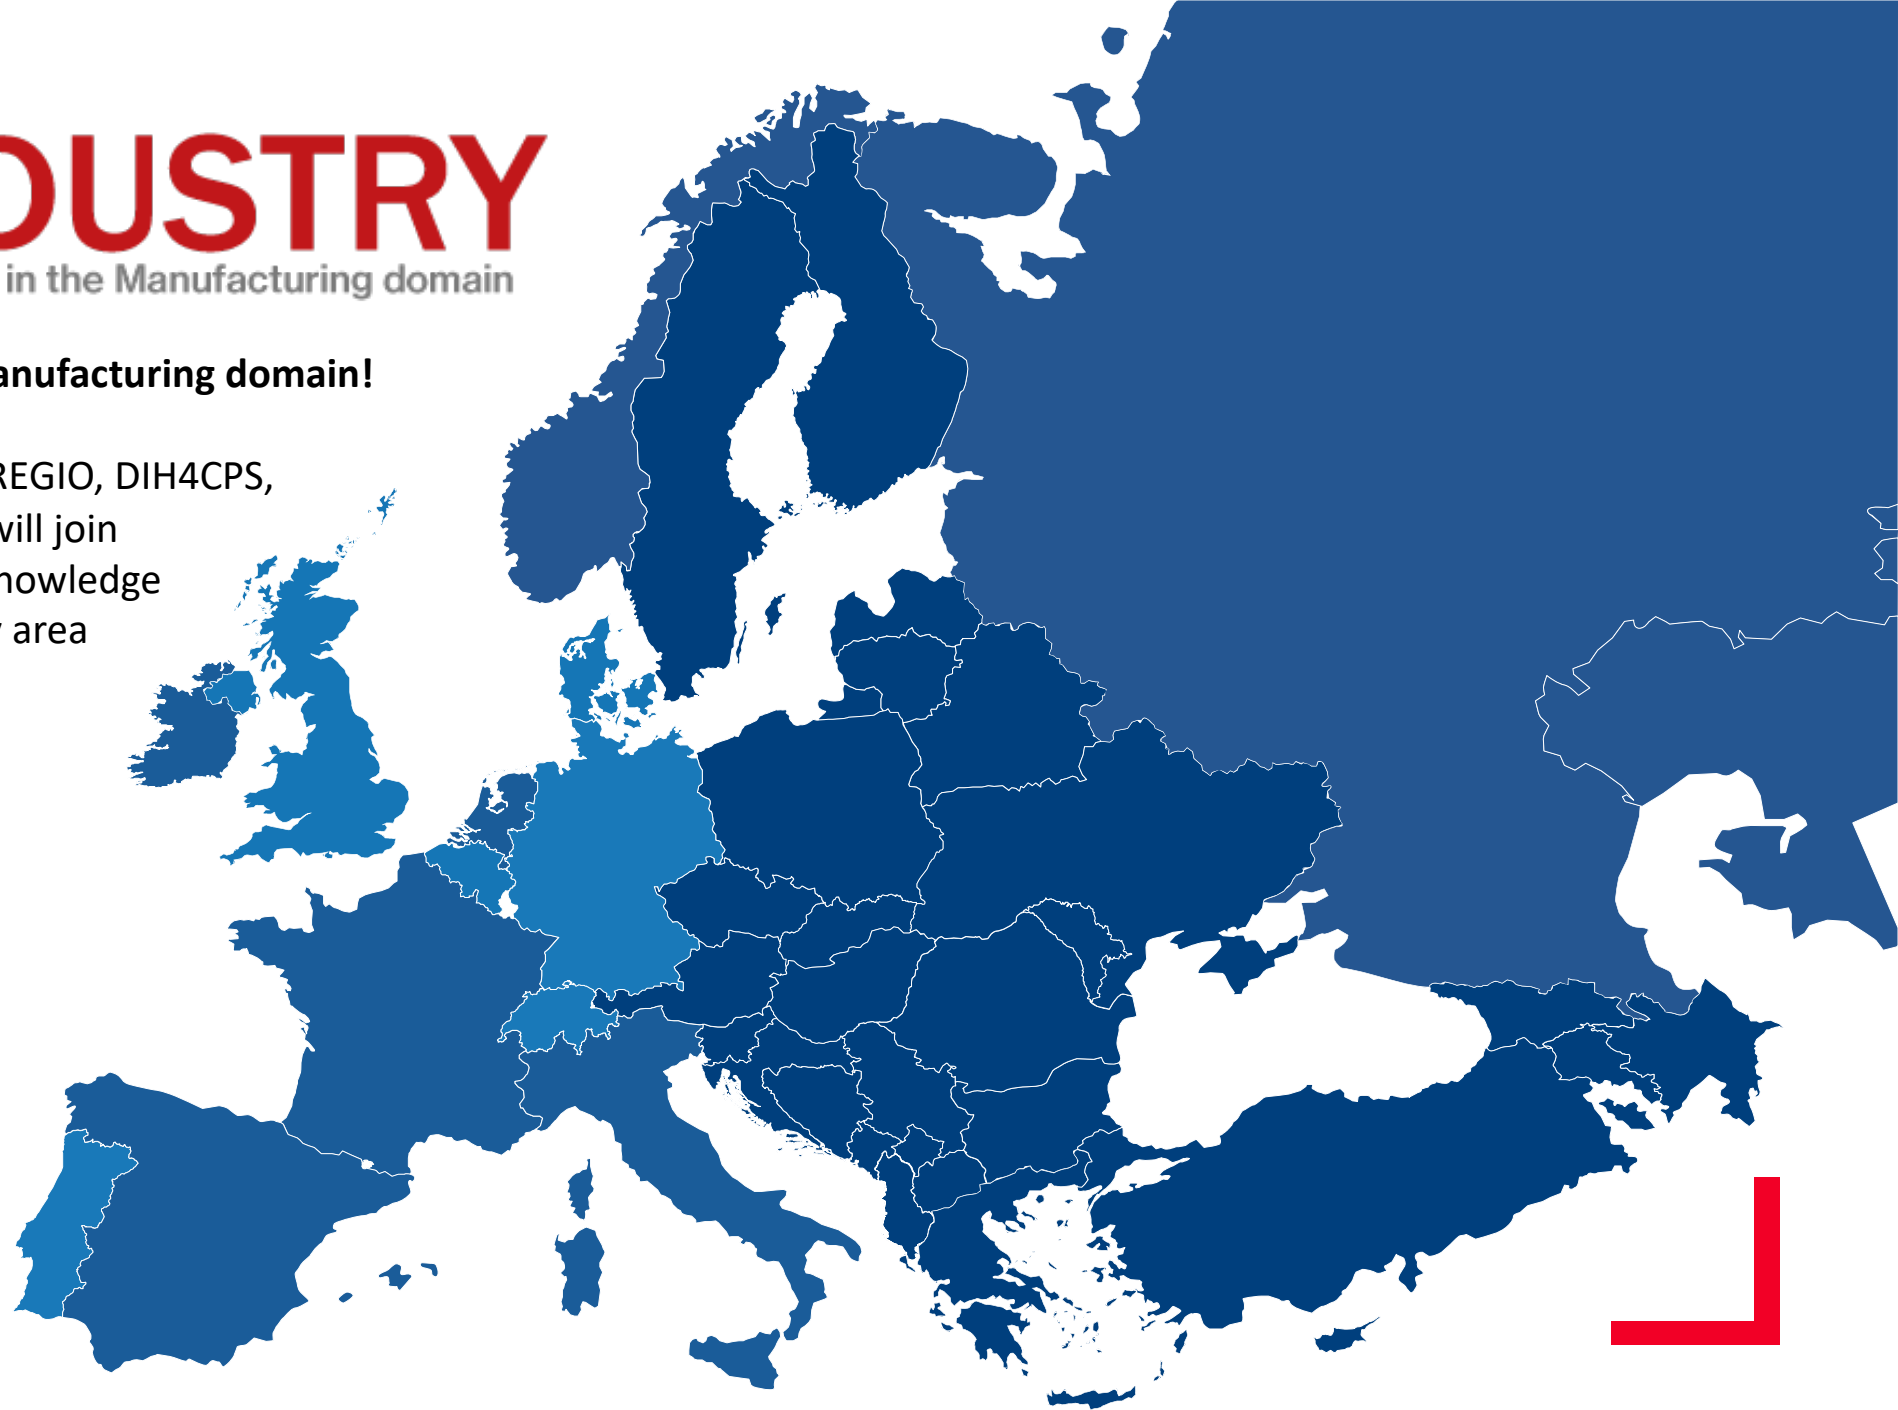 DUSTRY
in the Manufacturing domain
anufacturing domain!
REGIO, DIH4CPS,
will join
nowledge
area